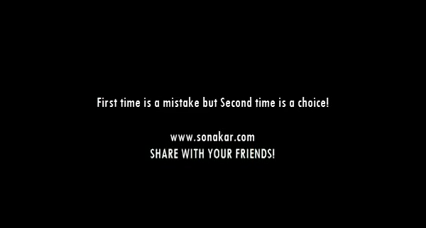 First time is a mistake but Second time is a choice!
www.sonakar.com
SHARE WITH YOUR FRIENDS!